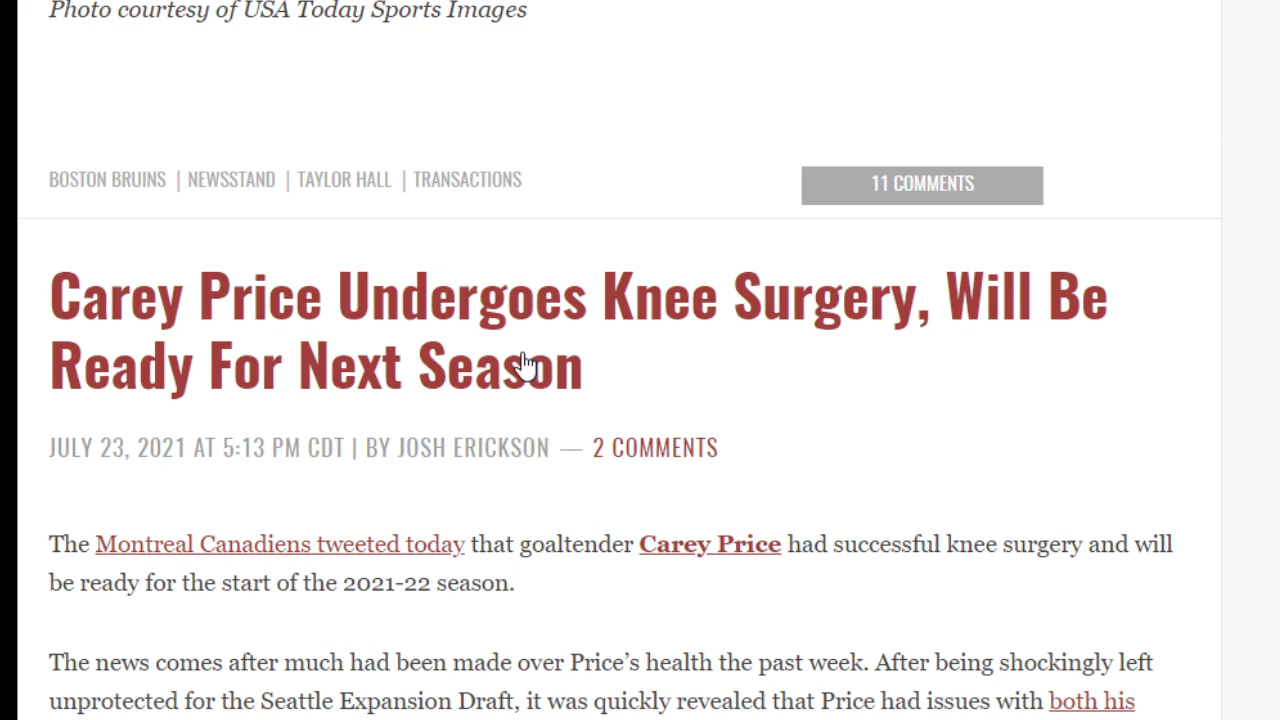 Photo courtesy of USA Today Sports Images
BOSTON BRUINS | NEWSSTAND | TAYLOR HALL | TRANSACTIONS
11 COMMENTS
Carey Price Undergoes Knee Surgery, Will Be
Ready For Next Season
JULY 23, 2021 AT 5:13 PM CDT | BY JOSH ERICKSON — 2 COMMENTS
The Montreal Canadiens tweeted today that goaltender Carey Price had successful knee surgery and will
be ready for the start of the 2021-22 season.
The news comes after much had been made over Price’s health the past week. After being shockingly left
unprotected for the Seattle Expansion Draft, it was quickly revealed that Price had issues with both his